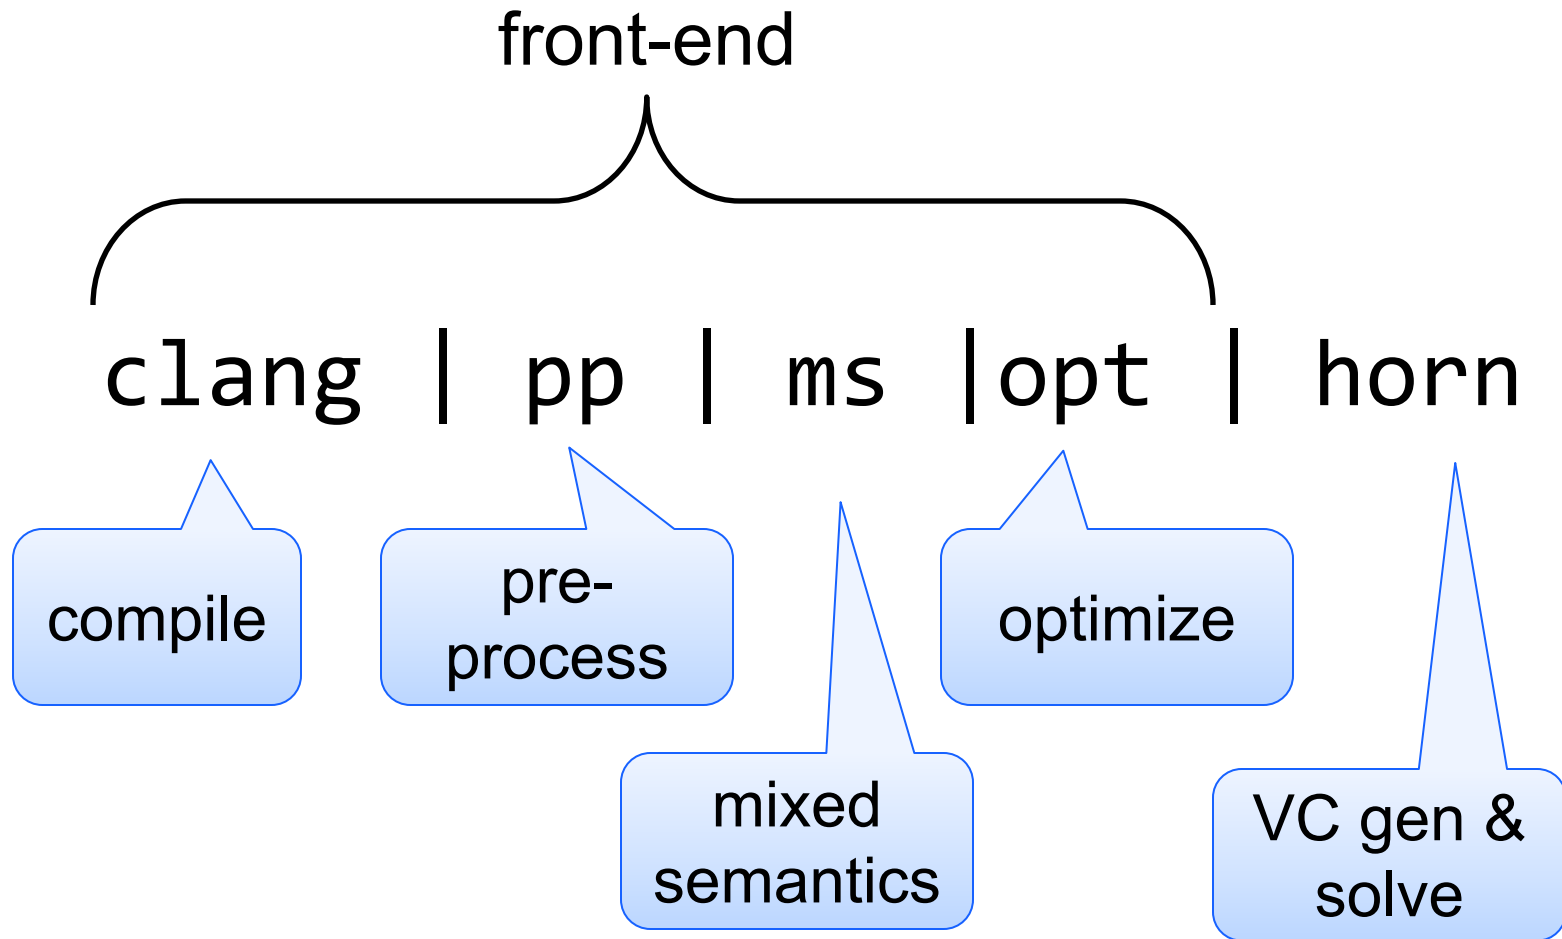 front-end
clang | pp | ms |opt | horn
compile
pre-
process
optimize
mixed
semantics
VC gen &
solve